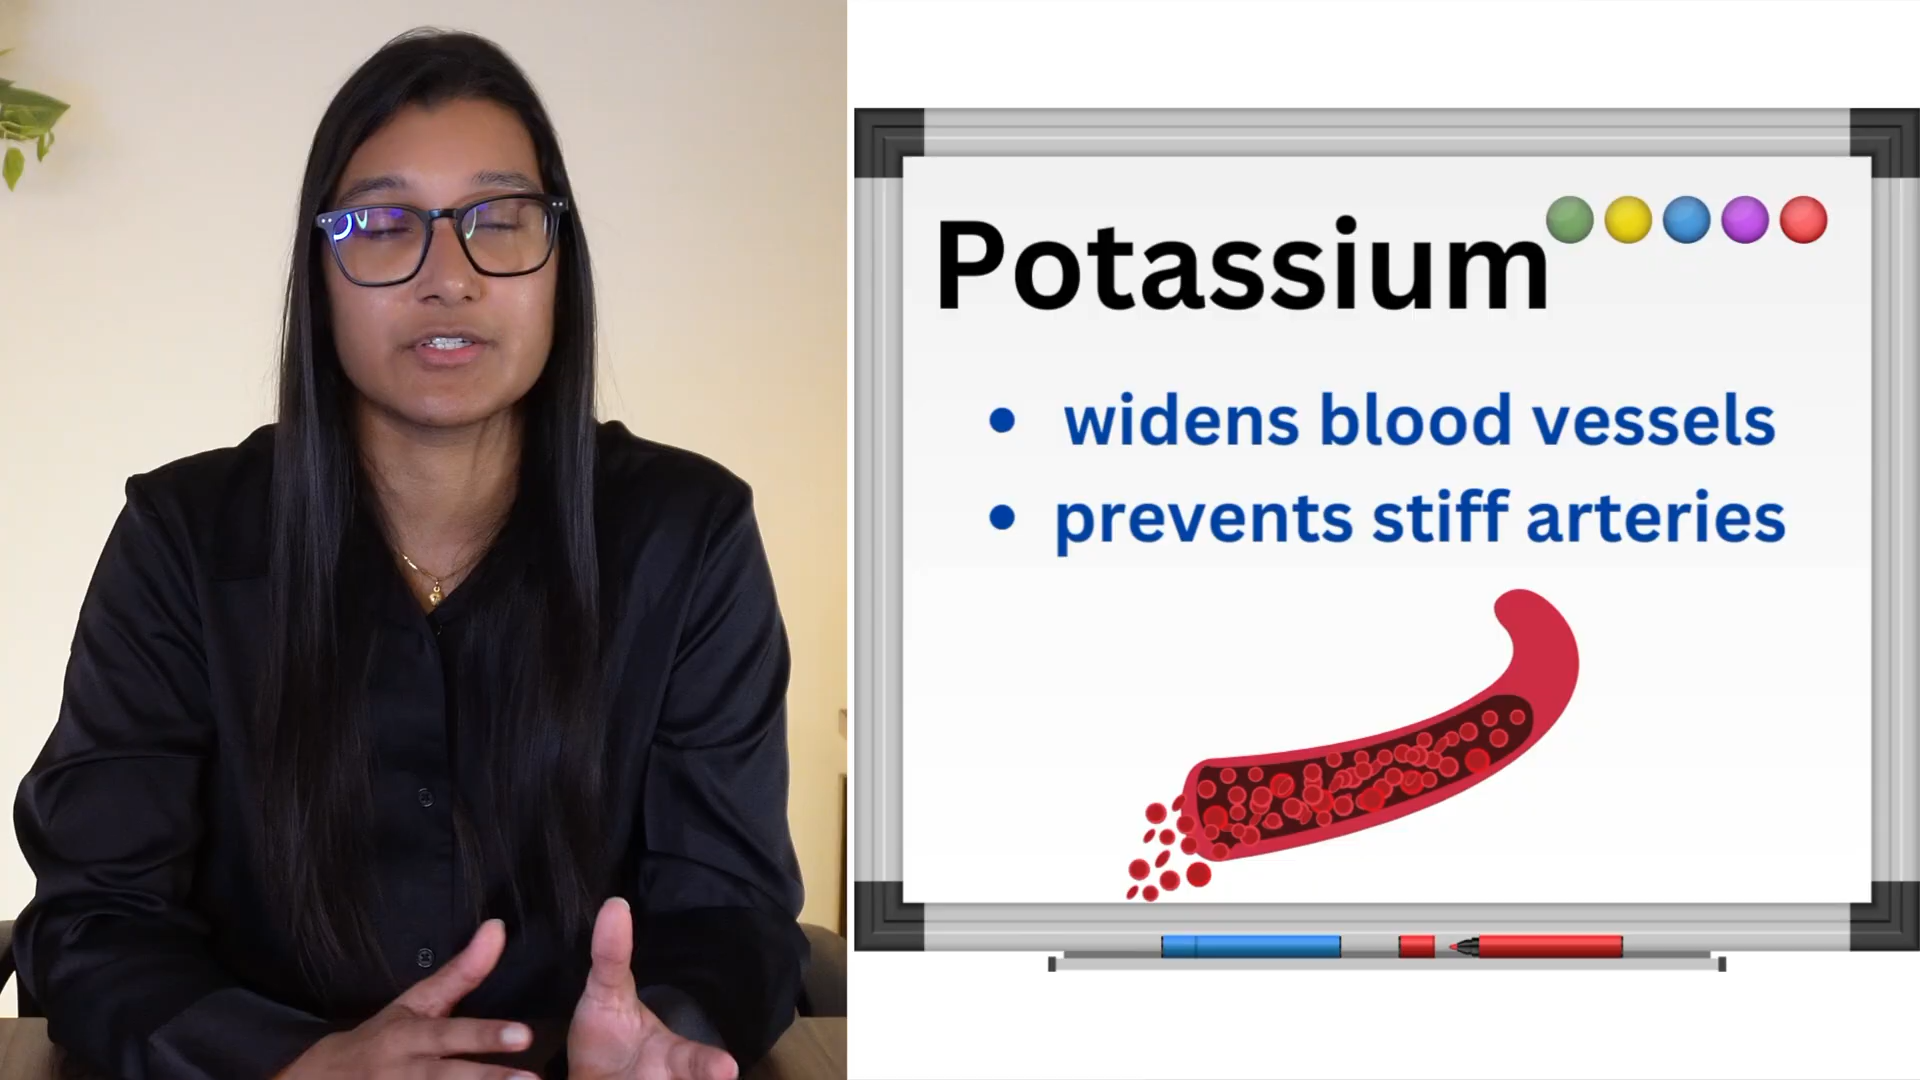 Potassium
• widens blood vessels
• prevents stiff arteries